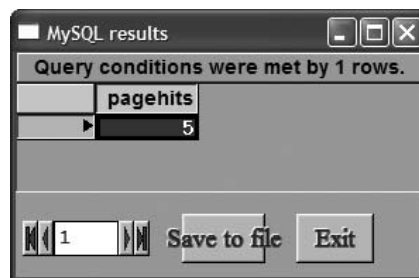 MySQL results
Query conditions were met by 1 rows.
pagehits
5
1 Save to file Exit